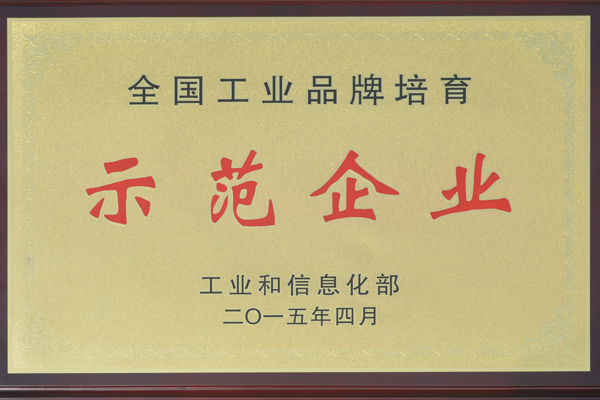 全国工业品牌培育
示范企业
工业和信息化部
二〇一五年四月